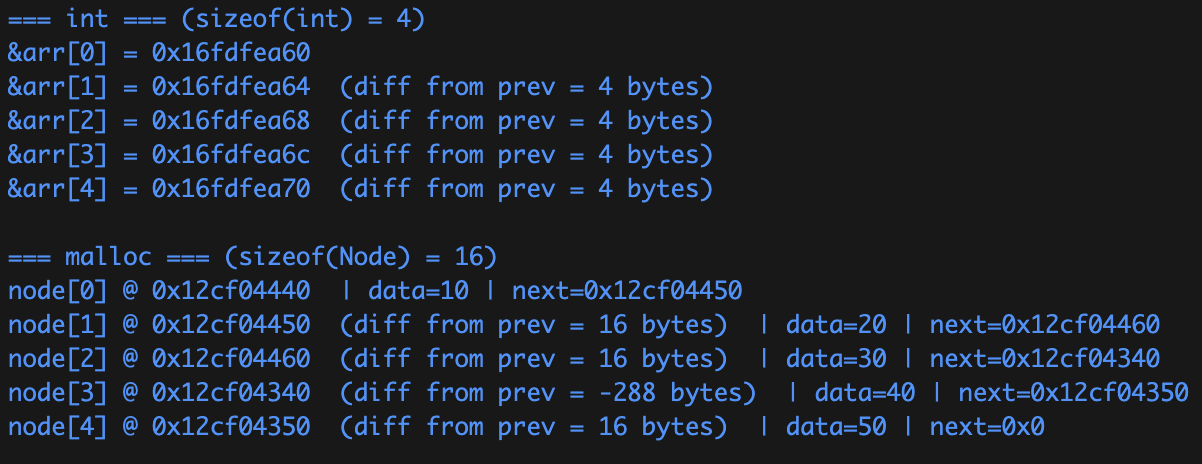 === int === (sizeof(int) = 4)
&arr[0] = 0x16fdfea60
&arr[1] = 0x16fdfea64  (diff from prev = 4 bytes)
&arr[2] = 0x16fdfea68  (diff from prev = 4 bytes)
&arr[3] = 0x16fdfea6c  (diff from prev = 4 bytes)
&arr[4] = 0x16fdfea70  (diff from prev = 4 bytes)

=== malloc === (sizeof(Node) = 16)
node[0] @ 0x12cf04440  | data=10 | next=0x12cf04450
node[1] @ 0x12cf04450  (diff from prev = 16 bytes)  | data=20 | next=0x12cf04460
node[2] @ 0x12cf04460  (diff from prev = 16 bytes)  | data=30 | next=0x12cf04340
node[3] @ 0x12cf04340  (diff from prev = -288 bytes)  | data=40 | next=0x12cf04350
node[4] @ 0x12cf04350  (diff from prev = 16 bytes)  | data=50 | next=0x0